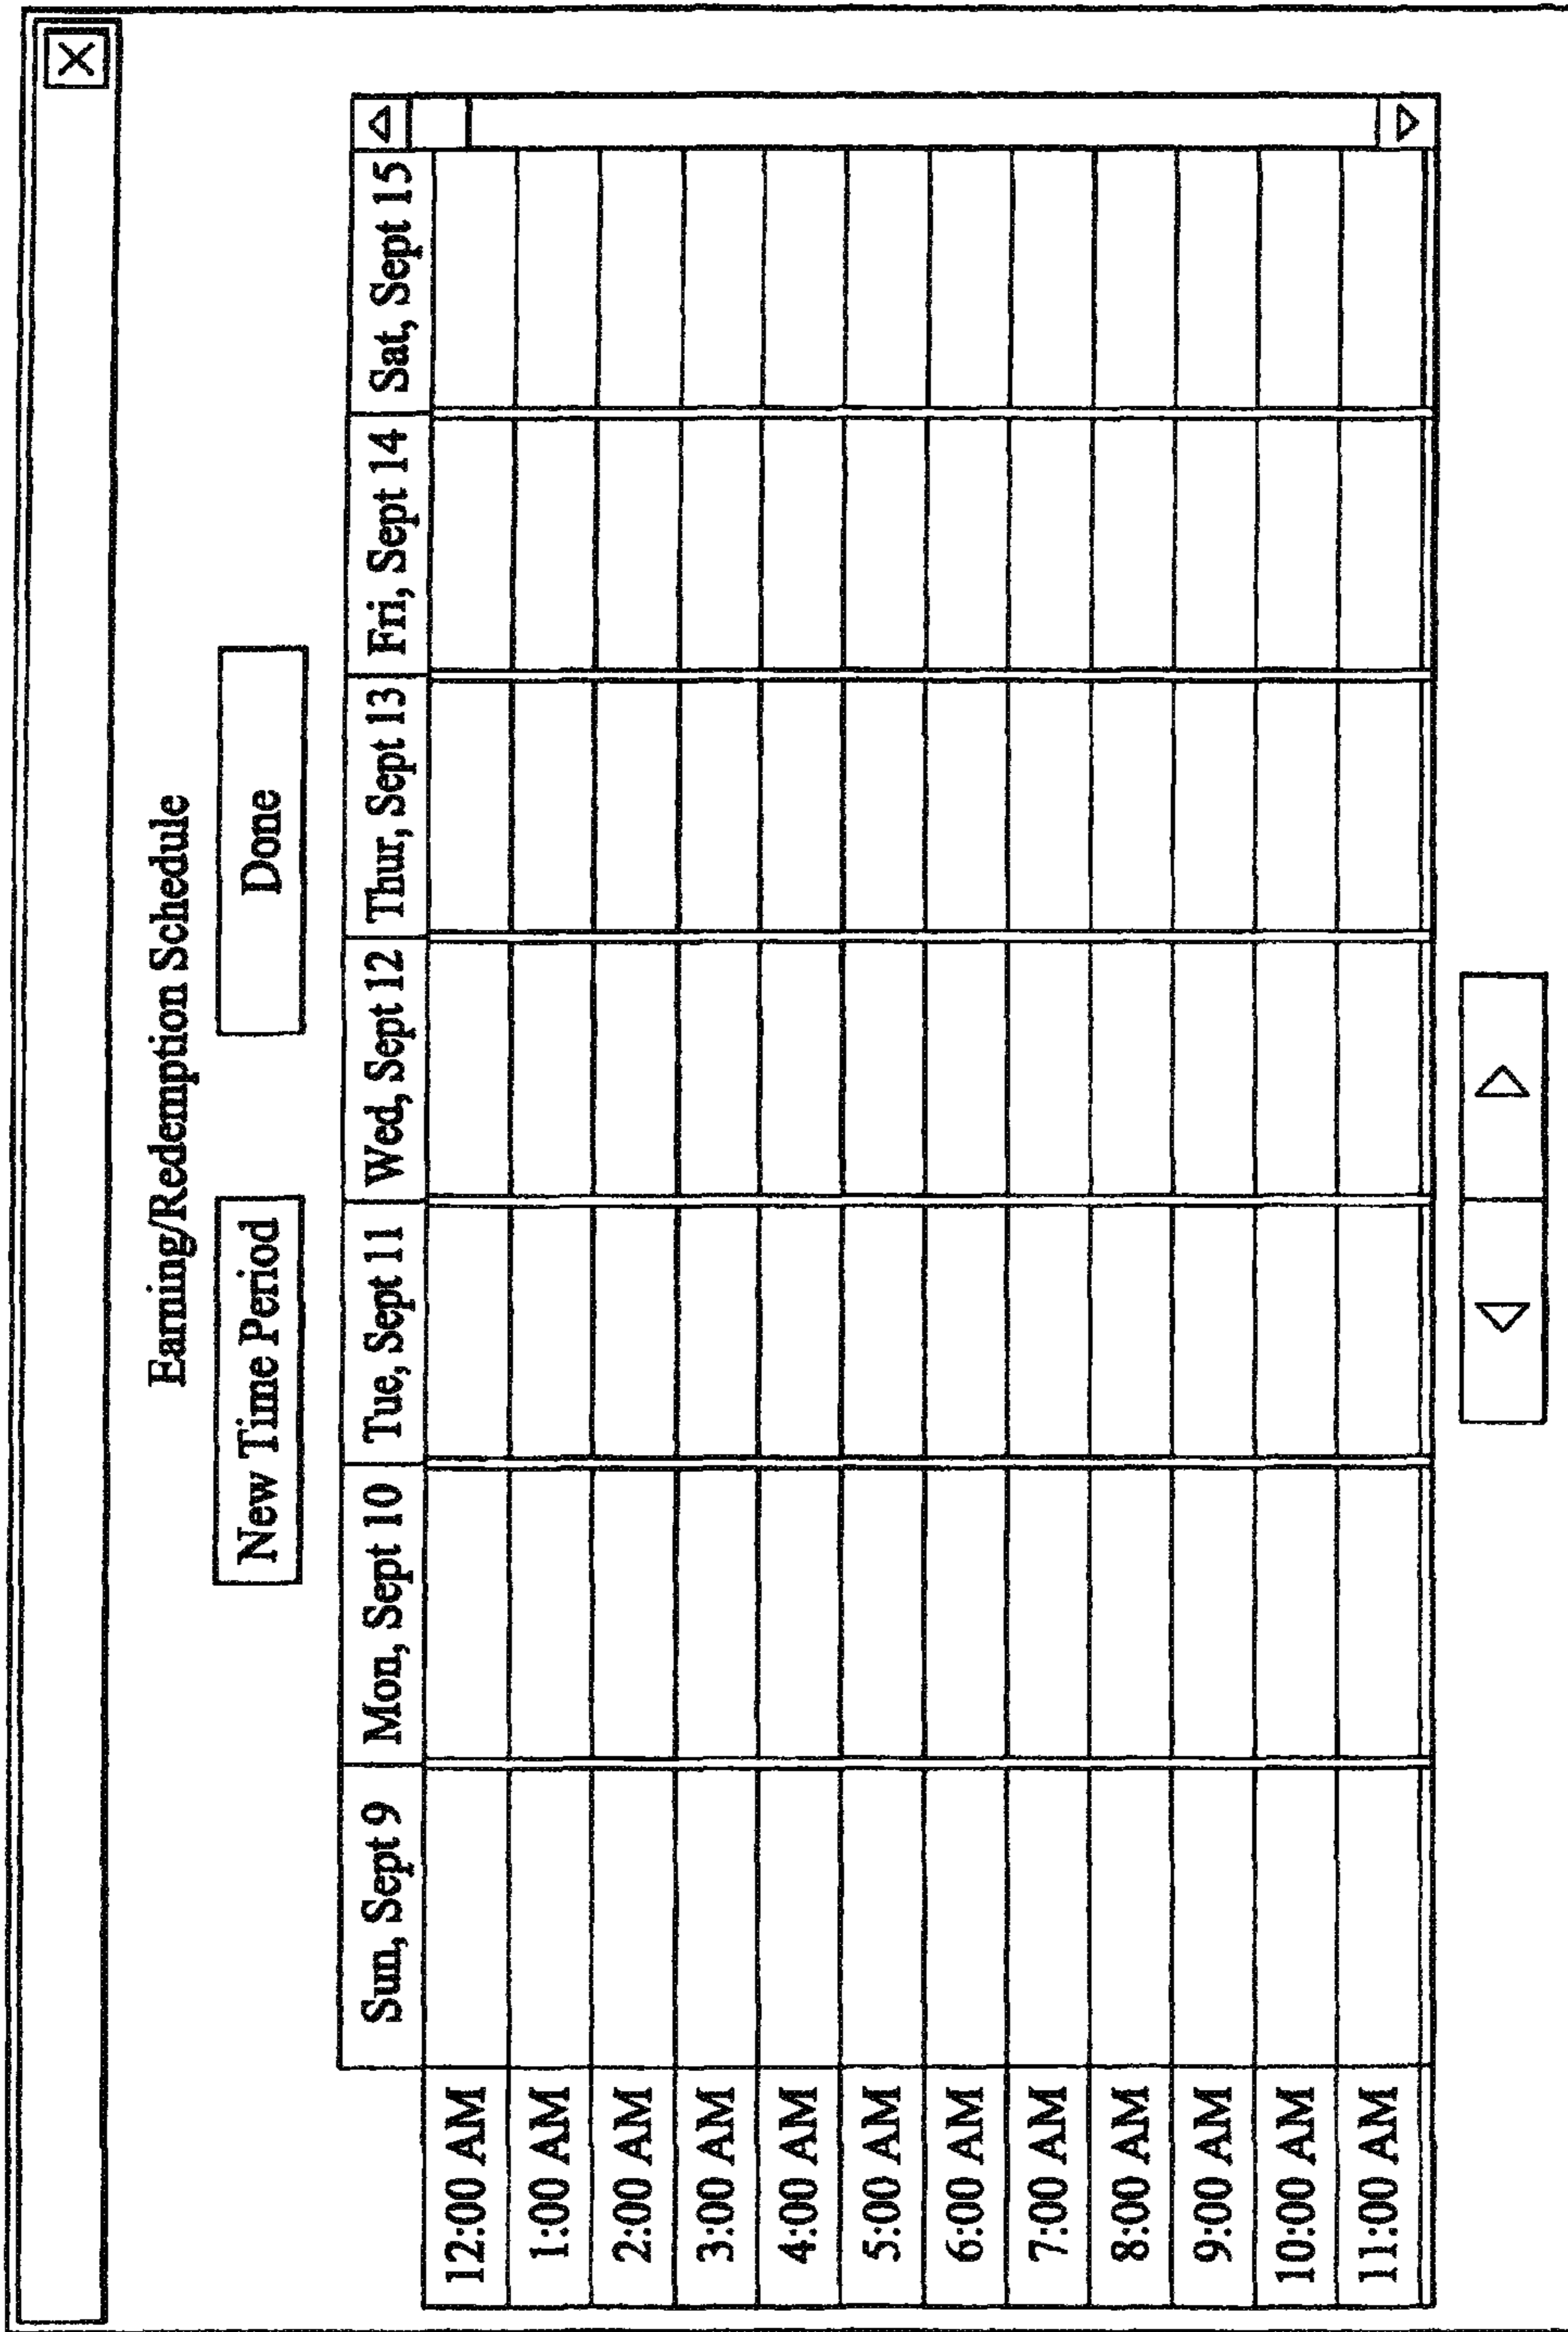 Earning/Redemption Schedule
New Time Period Done
Sun, Sept 9 Mon, Sept 10 Tue, Sept 11 Wed, Sept 12 Thur, Sept 13 Fri, Sept 14 Sat, Sept 15
12:00 AM
1:00 AM
2:00 AM
3:00 AM
4:00 AM
5:00 AM
6:00 AM
7:00 AM
8:00 AM
9:00 AM
10:00 AM
11:00 AM